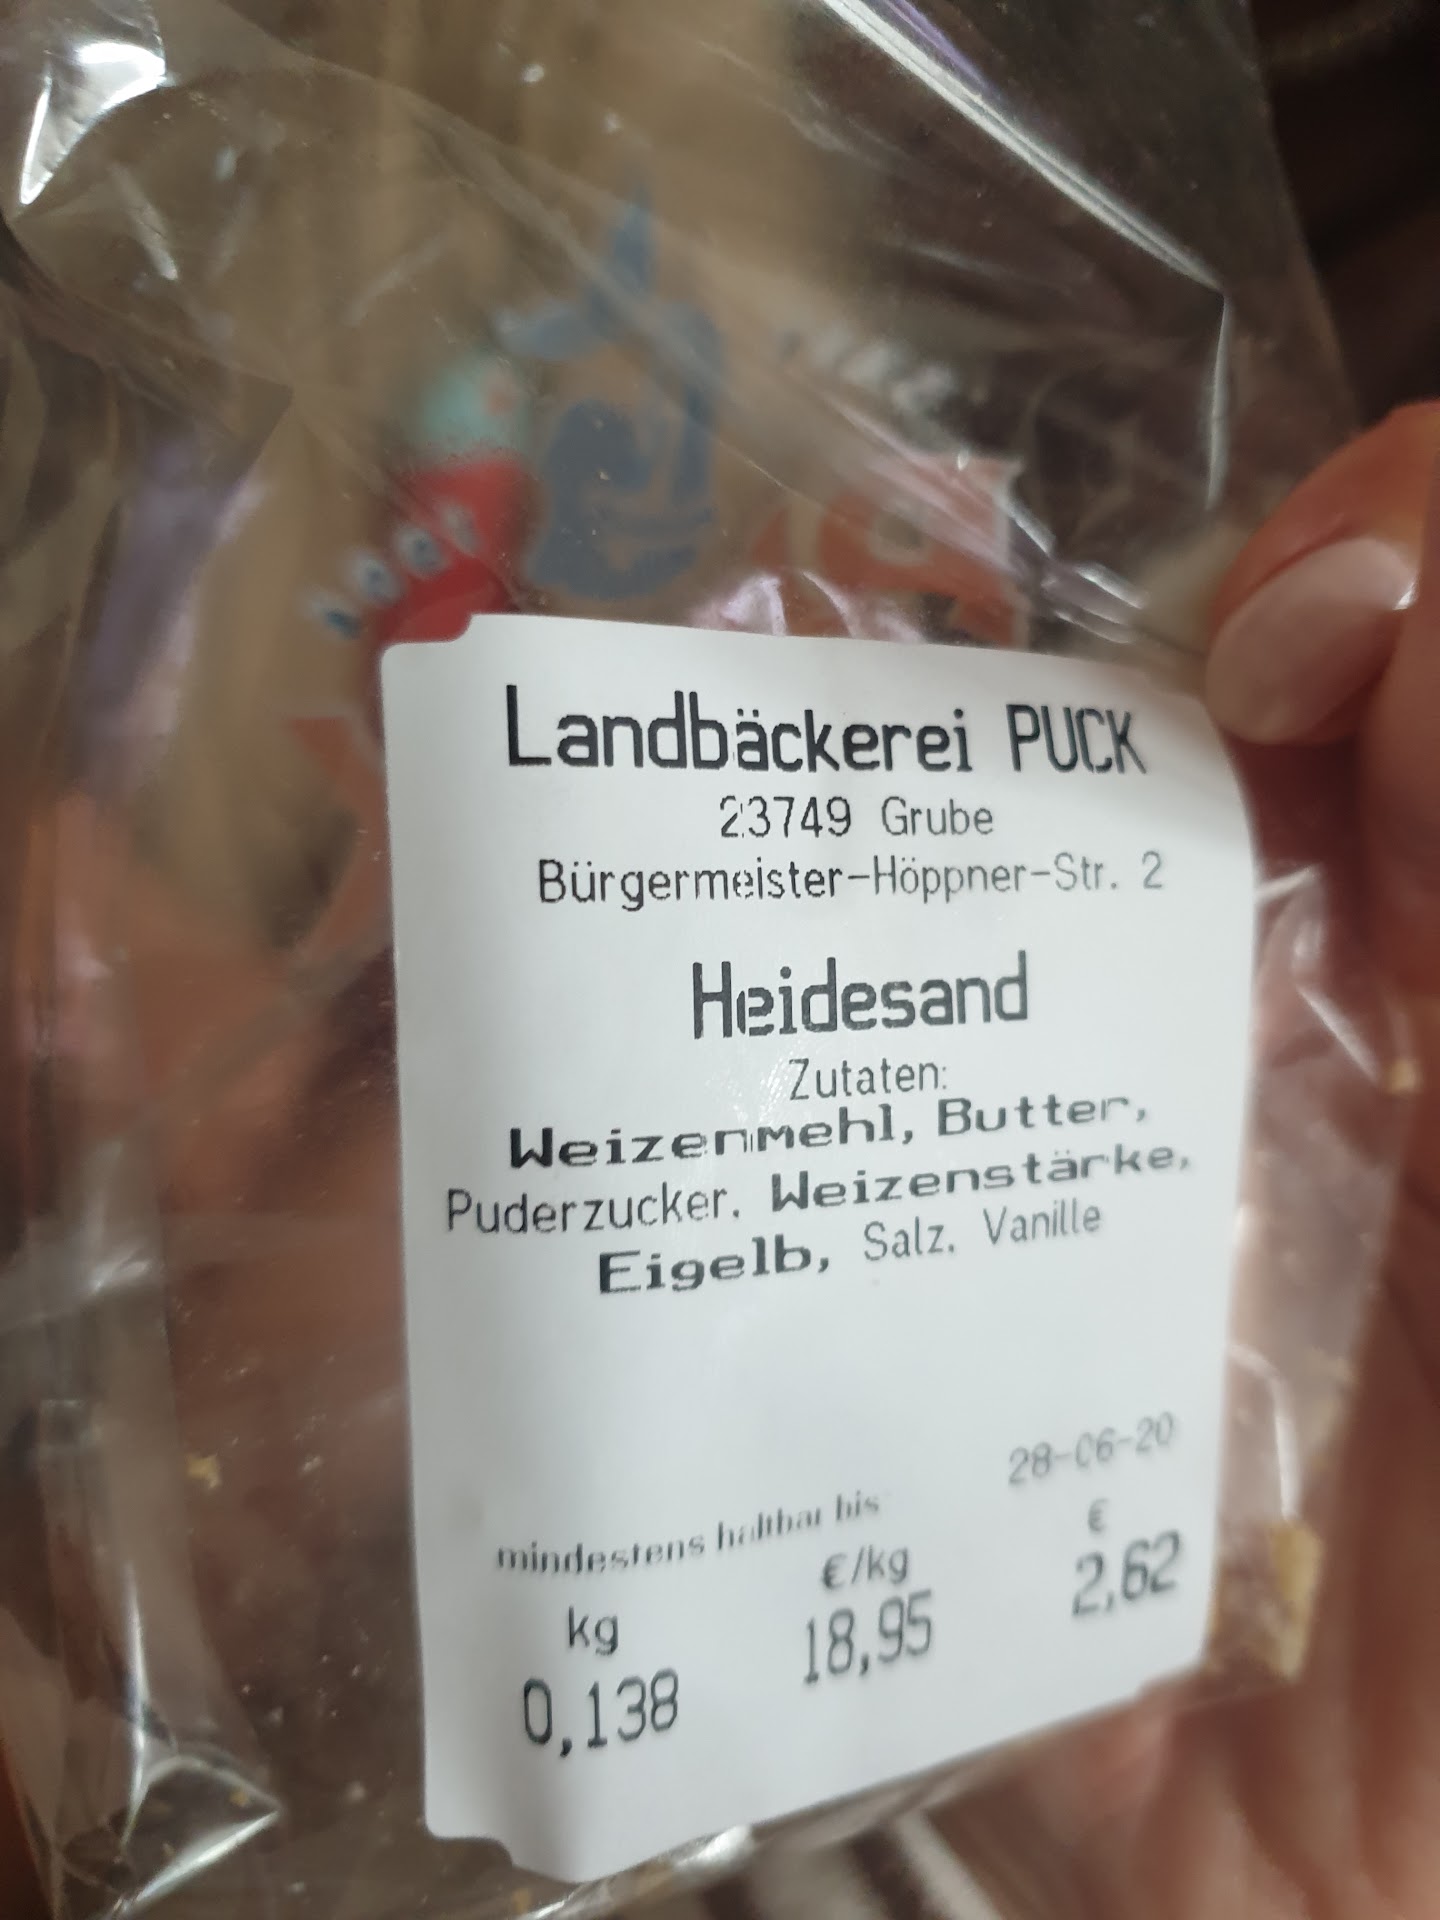 Landbäckerei PUCK
23749 Grube
Bürgermeister-Höppner-Str. 2
Heidesand
Zutaten:
Weizenmehl, Butter,
Puderzucker, Weizenstärke,
Eigelb, Salz, Vanille
28-06-20
mindestens haltbar bis
kg €/kg €
0,138 18,95 2,62